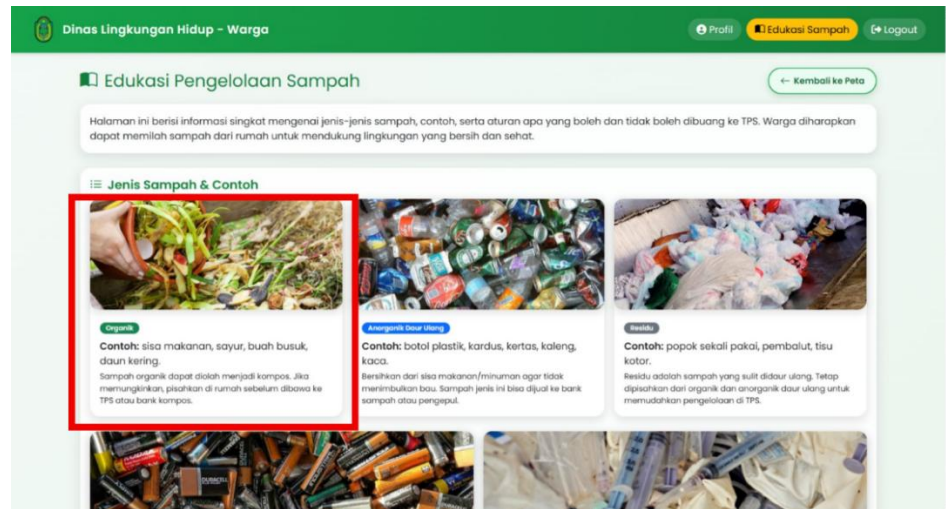 Dinas Lingkungan Hidup - Warga
Profil
Edukasi Sampah
Logout
Edukasi Pengelolaan Sampah
← Kembali ke Peta
Halaman ini berisi informasi singkat mengenai jenis-jenis sampah, contoh, serta aturan apa yang boleh dan tidak boleh dibuang ke TPS. Warga diharapkan
dapat memilah sampah dari rumah untuk mendukung lingkungan yang bersih dan sehat.
Jenis Sampah & Contoh
Organik
Contoh: sisa makanan, sayur, buah busuk,
daun kering.
Sampah organik dapat diolah menjadi kompos. Jika
memungkinkan, pisahkan di rumah sebelum dibawa ke
TPS atau bank kompos.
Anorganik Daur Ulang
Contoh: botol plastik, kardus, kertas, kaleng,
kaca.
Bersihkan dari sisa makanan/minuman agar tidak
menimbulkan bau. Sampah jenis ini bisa dijual ke bank
sampah atau pengepul.
Residu
Contoh: popok sekali pakai, pembalut, tisu
kotor.
Residu adalah sampah yang sulit didaur ulang. Tetap
dipisahkan dari organik dan anorganik daur ulang untuk
memudahkan pengelolaan di TPS.
DURACELL